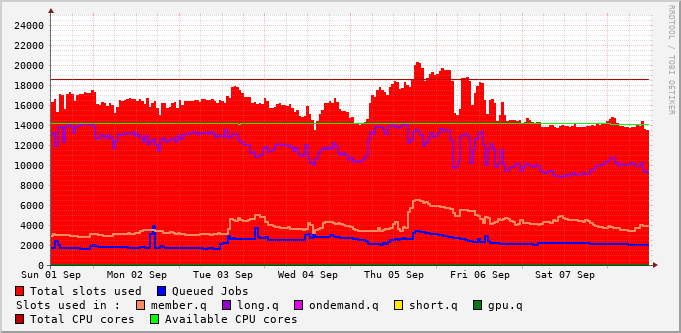 24000
22000
20000
18000
16000
14000
12000
10000
8000
6000
4000
2000
0
Sun 01 Sep Mon 02 Sep Tue 03 Sep Wed 04 Sep Thu 05 Sep Fri 06 Sep Sat 07 Sep
Total slots used Queued Jobs
Slots used in : member.q long.q ondemand.q short.q gpu.q
Total CPU cores Available CPU cores
RRDTOOL / TOBI OETIKER